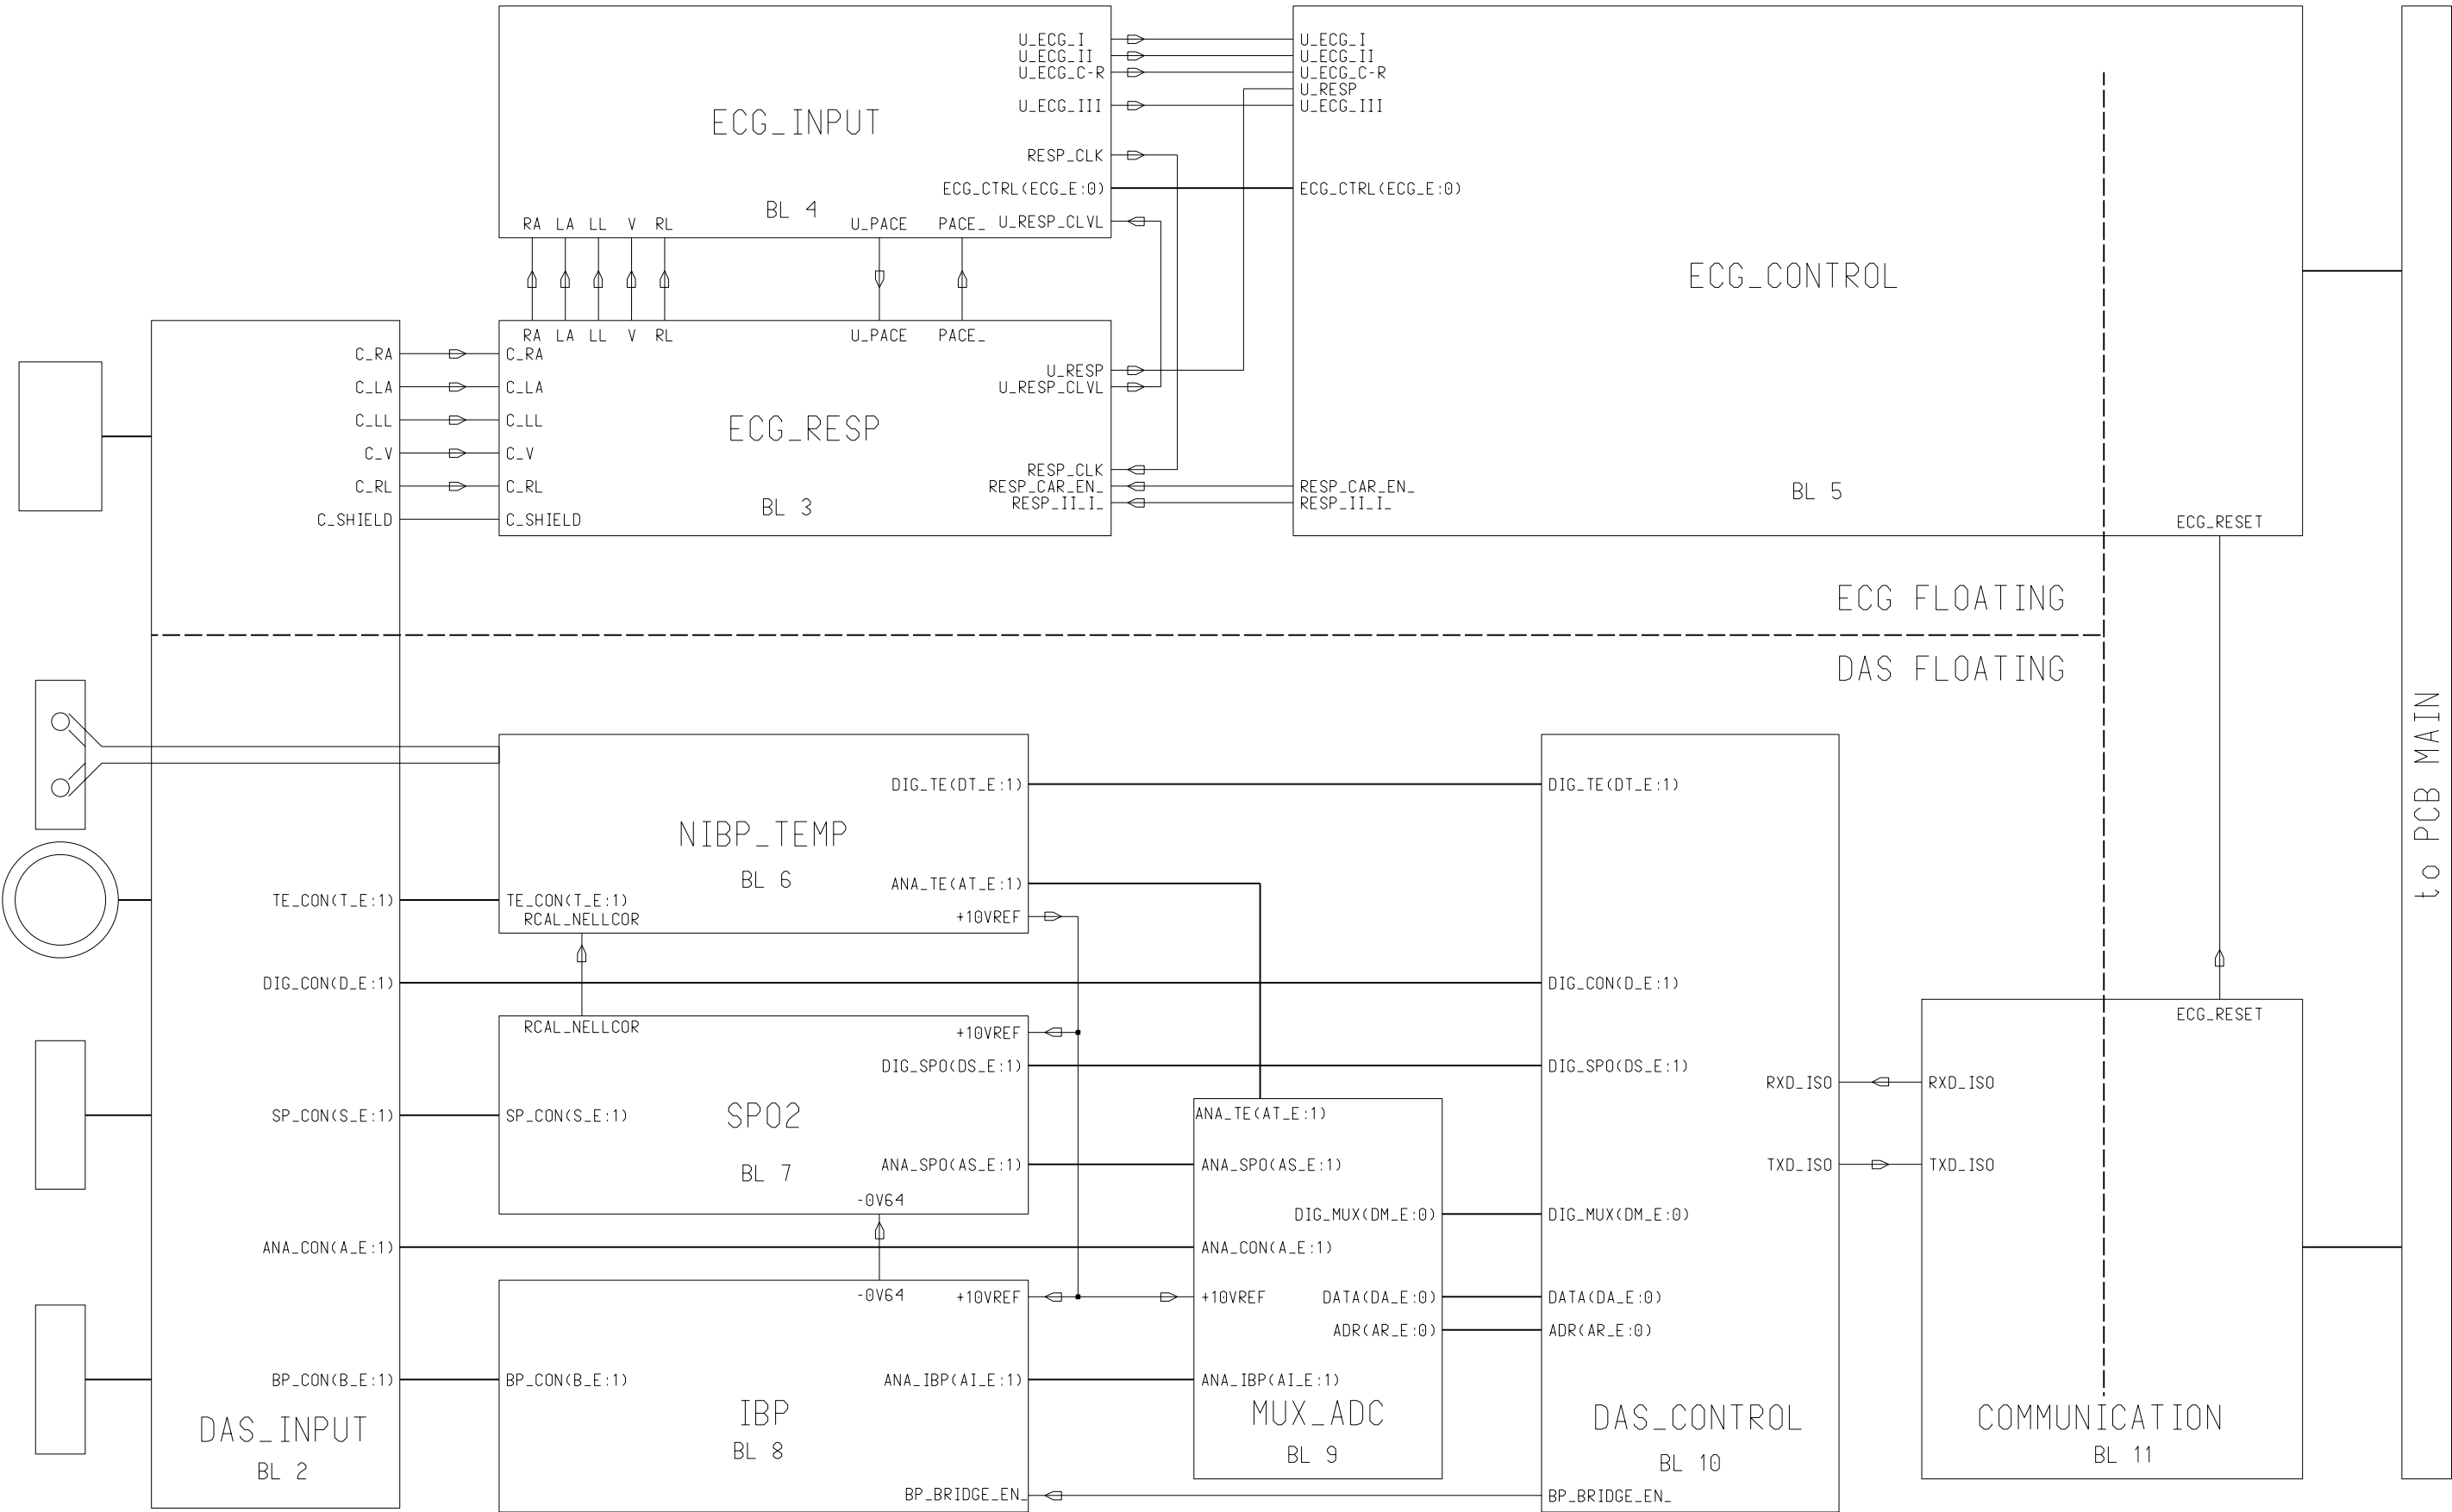 U_ECG_I
U_ECG_II
U_ECG_C-R
U_ECG_III
ECG_INPUT
RESP_CLK
ECG_CTRL(ECG_E:0)
BL 4
RA LA LL V RL U_PACE PACE_ U_RESP_CLVL
U_ECG_I
U_ECG_II
U_ECG_C-R
U_RESP
U_ECG_III
ECG_CTRL(ECG_E:0)
ECG_CONTROL
RESP_CAR_EN_
RESP_II_I_
BL 5
ECG_RESET
C_RA
C_LA
C_LL
C_V
C_RL
C_SHIELD
RA LA LL V RL U_PACE PACE_
C_RA
C_LA
C_LL
C_V
C_RL
C_SHIELD
U_RESP
U_RESP_CLVL
ECG_RESP
RESP_CLK
RESP_CAR_EN_
RESP_II_I_
BL 3
ECG FLOATING
DAS FLOATING
to PCB MAIN
TE_CON(T_E:1)
DIG_CON(D_E:1)
SP_CON(S_E:1)
ANA_CON(A_E:1)
BP_CON(B_E:1)
DAS_INPUT
BL 2
DIG_TE(DT_E:1)
NIBP_TEMP
BL 6
ANA_TE(AT_E:1)
TE_CON(T_E:1)
RCAL_NELLCOR
+10VREF
RCAL_NELLCOR
+10VREF
DIG_SPO(DS_E:1)
SP_CON(S_E:1)
SPO2
ANA_SPO(AS_E:1)
BL 7
-0V64
-0V64
+10VREF
BP_CON(B_E:1)
ANA_IBP(AI_E:1)
IBP
BL 8
BP_BRIDGE_EN_
ANA_TE(AT_E:1)
ANA_SPO(AS_E:1)
DIG_MUX(DM_E:0)
ANA_CON(A_E:1)
+10VREF
DATA(DA_E:0)
ADR(AR_E:0)
ANA_IBP(AI_E:1)
MUX_ADC
BL 9
DIG_TE(DT_E:1)
DIG_CON(D_E:1)
DIG_SPO(DS_E:1)
RXD_ISO
TXD_ISO
DIG_MUX(DM_E:0)
DATA(DA_E:0)
ADR(AR_E:0)
DAS_CONTROL
BL 10
BP_BRIDGE_EN_
ECG_RESET
RXD_ISO
TXD_ISO
COMMUNICATION
BL 11